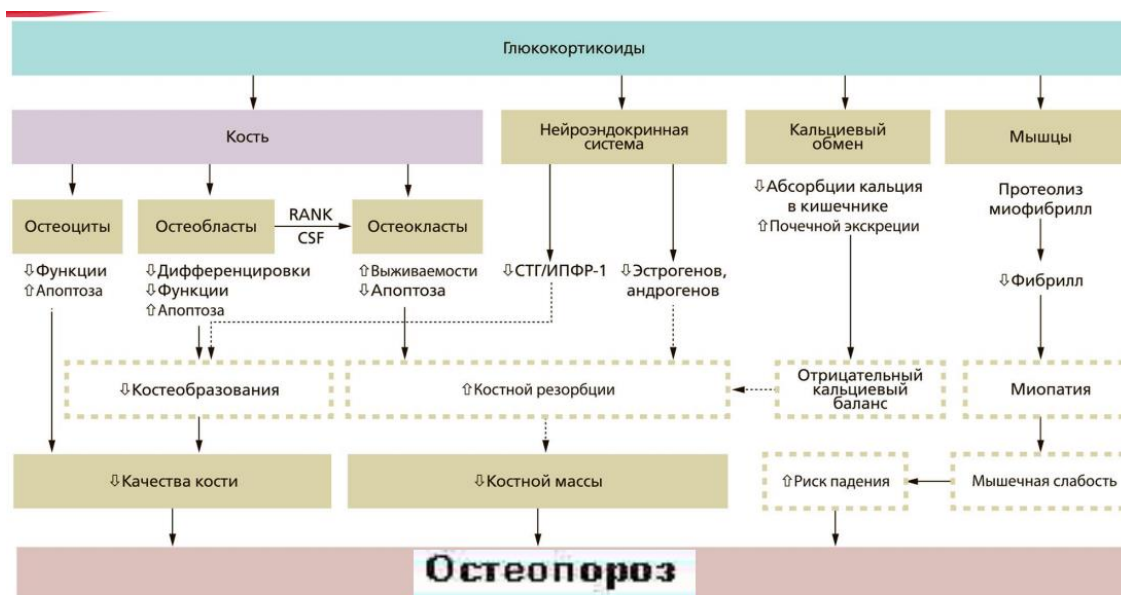 Глюкокортикоиды
Кость
Нейроэндокринная
система
Кальциевый
обмен
Мышцы
Остеоциты
Остеобласты
RANK
CSF
Остеокласты
⇩Функции
⇧Апоптоза
⇩Дифференцировки
⇩Функции
⇧Апоптоза
⇧Выживаемости
⇩Апоптоза
⇩СТГ/ИПФР-1
⇩Эстрогенов,
андрогенов
⇩Абсорбции кальция
в кишечнике
⇧Почечной экскреции
Протеолиз
миофибрилл
⇩Фибрилл
⇩Костеобразования
⇧Костной резорбции
Отрицательный
кальциевый
баланс
Миопатия
⇩Качества кости
⇩Костной массы
⇧Риск падения
Мышечная слабость
Остеопороз